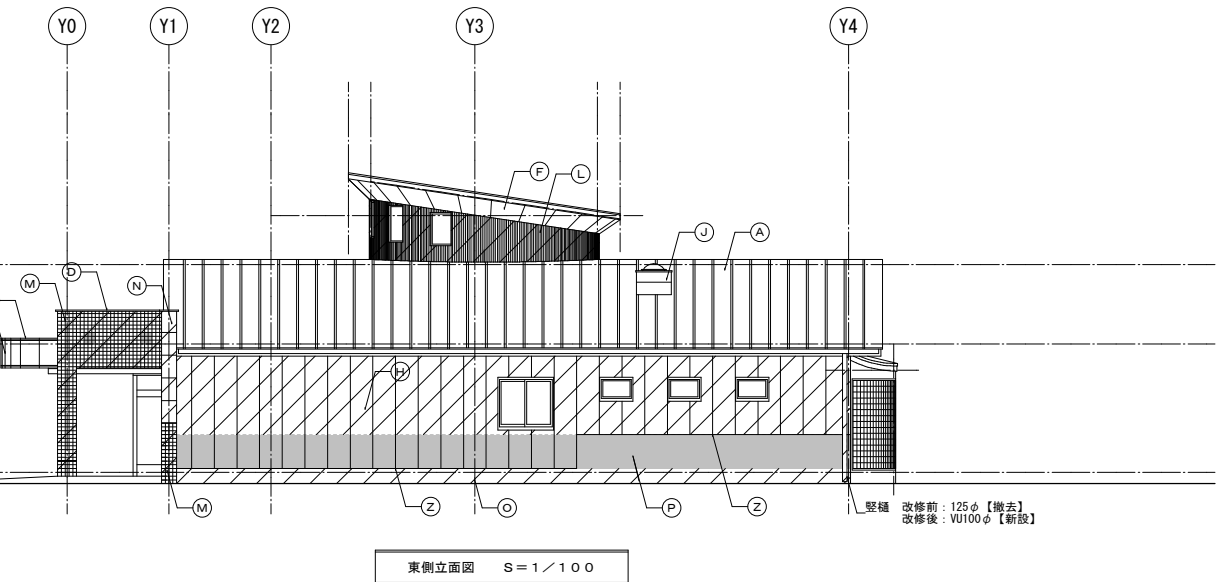 Y0 Y1 Y2 Y3 Y4
F L
J A
M D N
H
M Z O P Z
竪樋 改修前：125φ【撤去】
改修後：VU100φ【新設】
東側立面図 S＝1／100